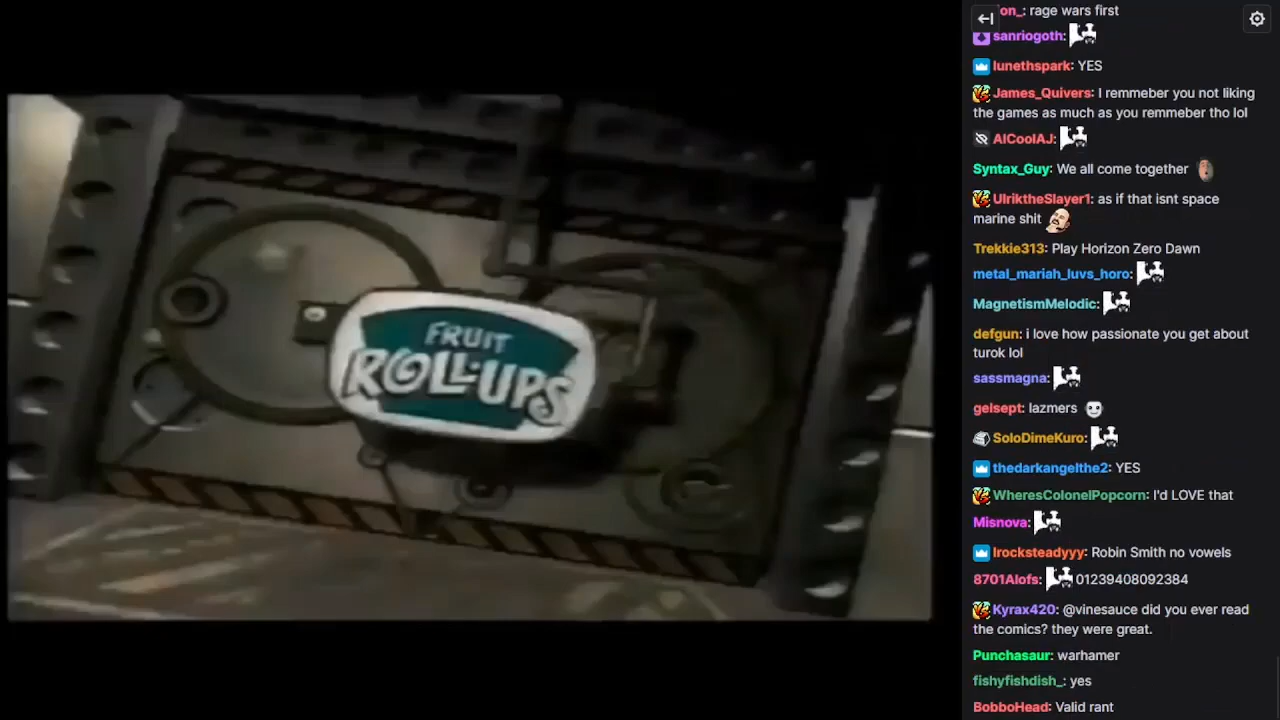 FRUIT
ROLL-UPS
on_: rage wars first
sanriogoth:
lunethspark: YES
James_Quivers: I remmeber you not liking
the games as much as you remmeber tho lol
AlCoolAJ:
Syntax_Guy: We all come together
UlriktheSlayer1: as if that isnt space
marine shit
Trekkie313: Play Horizon Zero Dawn
metal_mariah_luvs_horo:
MagnetismMelodic:
defgun: i love how passionate you get about
turok lol
sassmagna:
geisept: lazmers
SoloDimeKuro:
thedarkangelthe2: YES
WheresColonelPopcorn: I'd LOVE that
Misnova:
Irocksteadyyy: Robin Smith no vowels
8701Alofs: 01239408092384
Kyrax420: @vinesauce did you ever read
the comics? they were great.
Punchasaur: warhamer
fishyfishdish_: yes
BobboHead: Valid rant